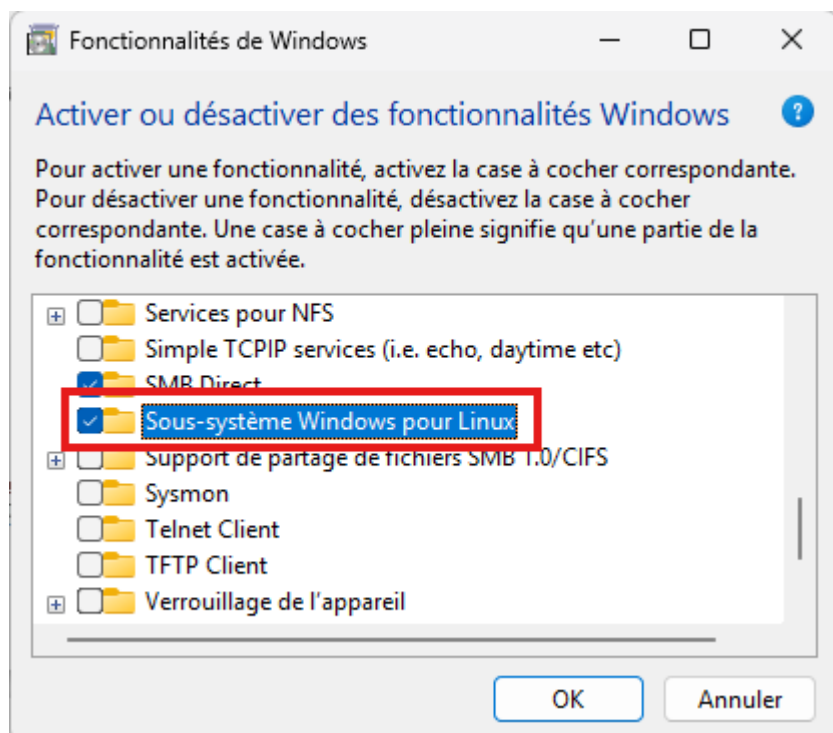 Fonctionnalités de Windows
Activer ou désactiver des fonctionnalités Windows
?
Pour activer une fonctionnalité, activez la case à cocher correspondante.
Pour désactiver une fonctionnalité, désactivez la case à cocher
correspondante. Une case à cocher pleine signifie qu’une partie de la
fonctionnalité est activée.
Services pour NFS
Simple TCPIP services (i.e. echo, daytime etc)
SMB Direct
Sous-système Windows pour Linux
Support de partage de fichiers SMB 1.0/CIFS
Sysmon
Telnet Client
TFTP Client
Verrouillage de l’appareil
OK
Annuler